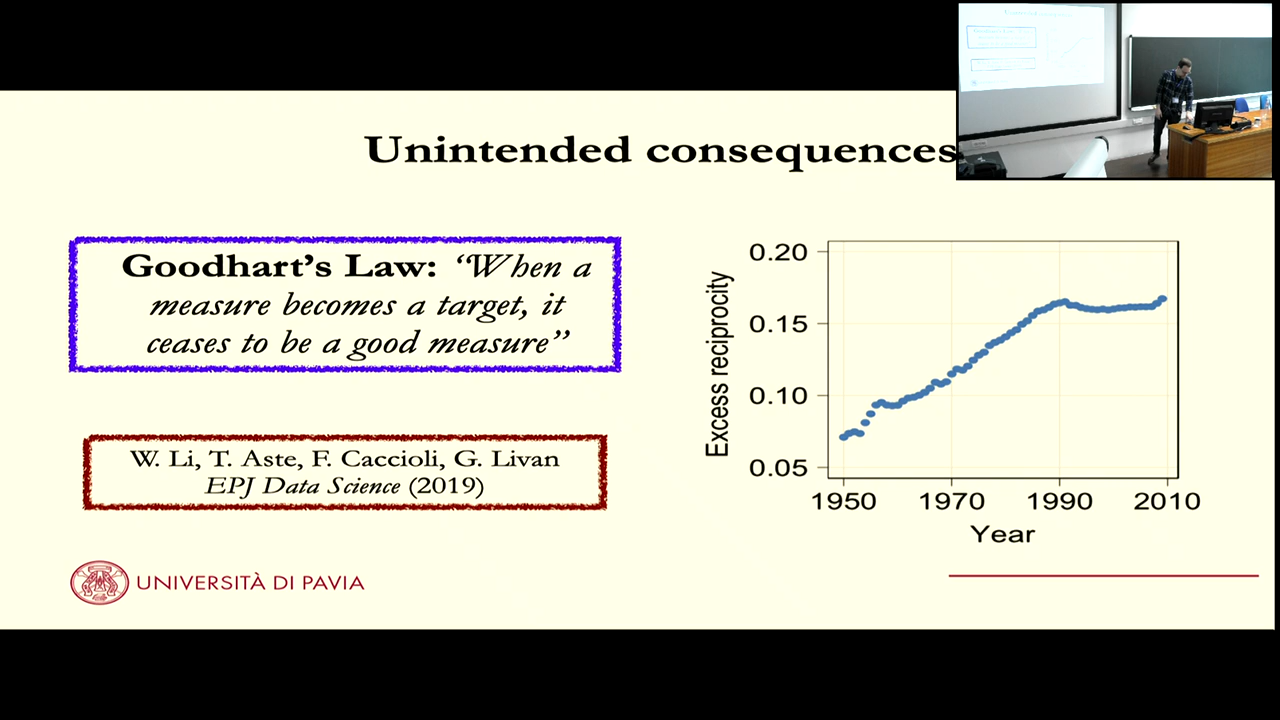 Unintended consequences
Goodhart's Law: “When a
measure becomes a target, it
ceases to be a good measure”
W. Li, T. Aste, F. Caccioli, G. Livan
EPJ Data Science (2019)
UNIVERSITÀ DI PAVIA
Excess reciprocity
0.20
0.15
0.10
0.05
1950 1970 1990 2010
Year